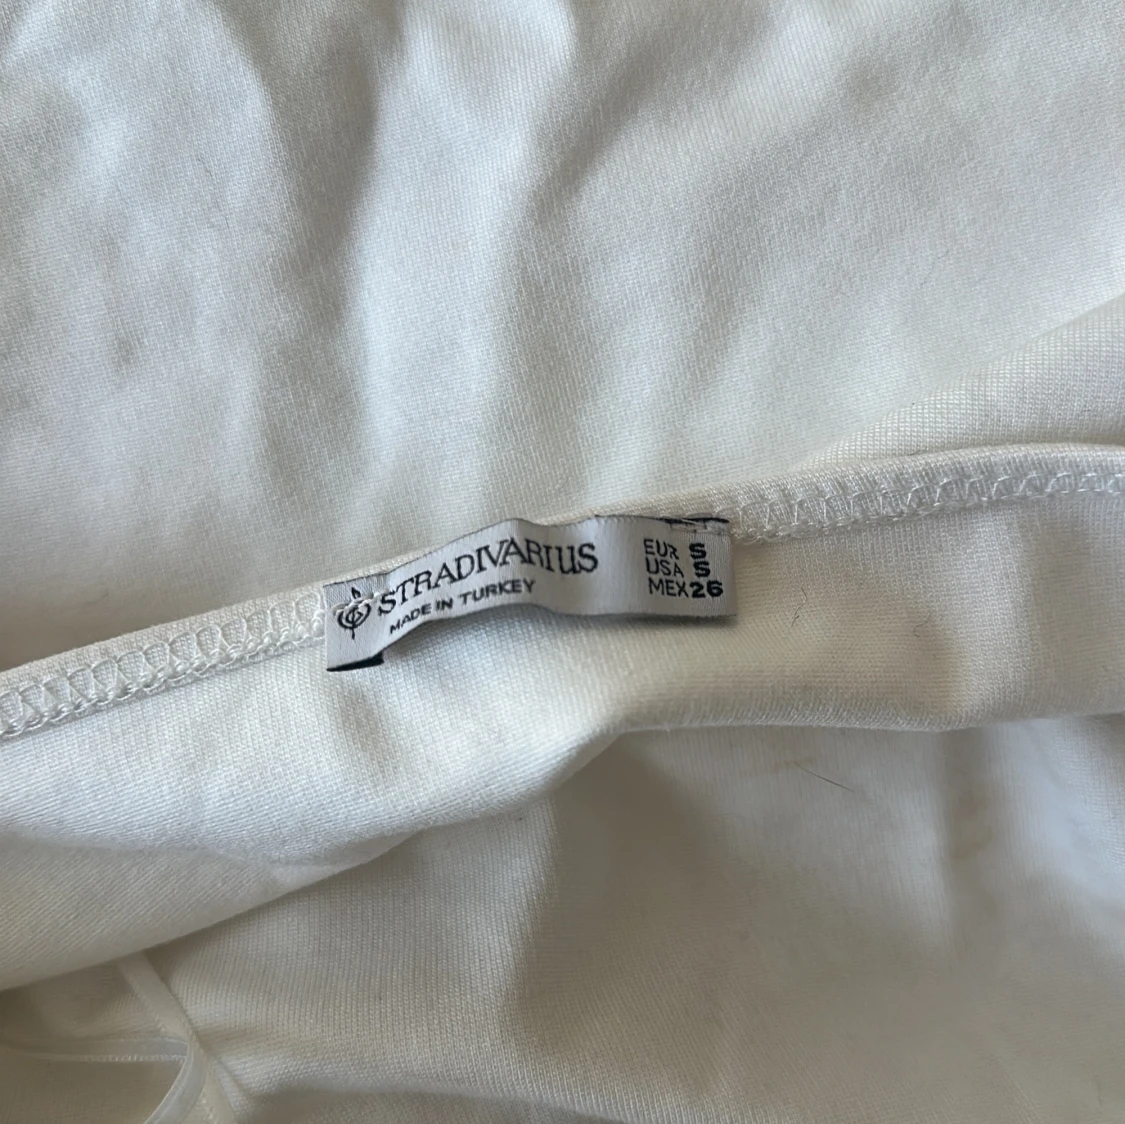 STRADIVARIUS
MADE IN TURKEY
EUR S
USA S
MEX 26